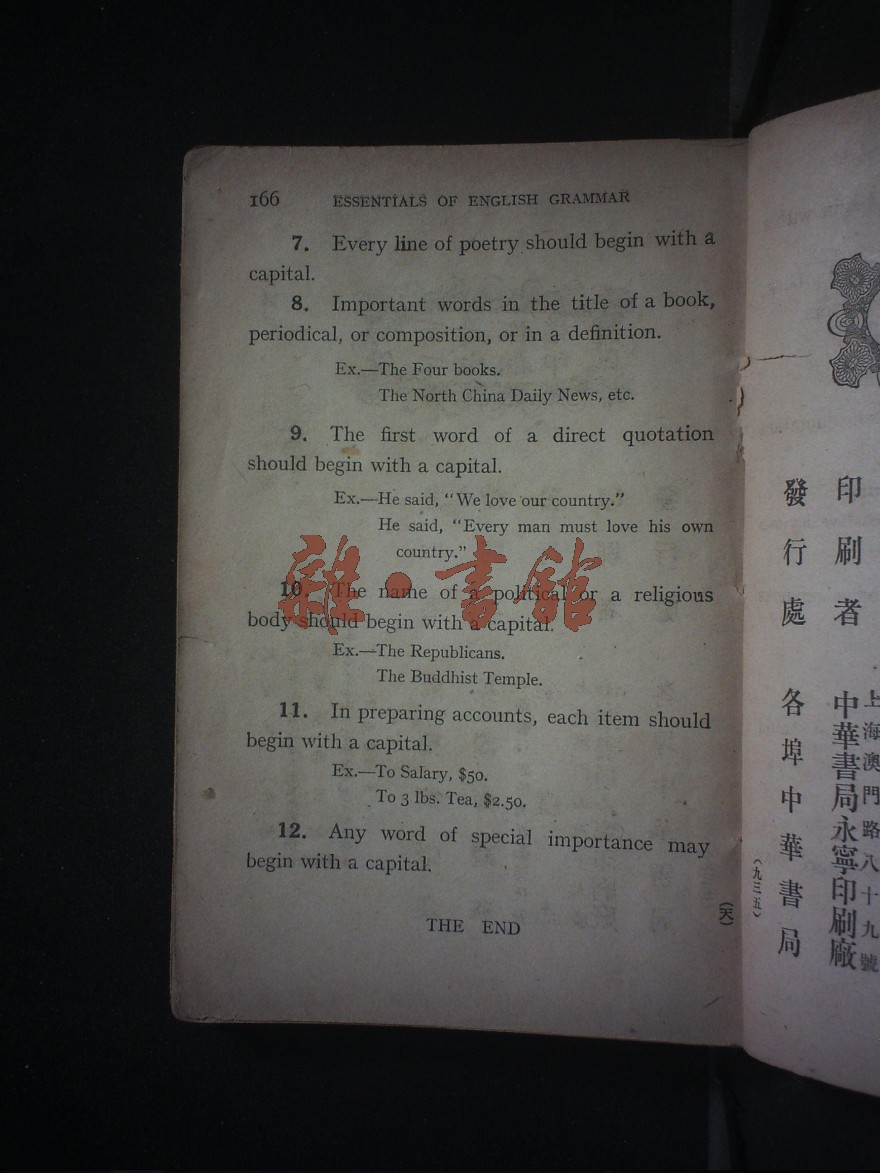 166 ESSENTIALS OF ENGLISH GRAMMAR
7. Every line of poetry should begin with a
capital.
8. Important words in the title of a book,
periodical, or composition, or in a definition.
Ex.—The Four books.
The North China Daily News, etc.
9. The first word of a direct quotation
should begin with a capital.
Ex.—He said, "We love our country."
He said, "Every man must love his own
country."
10. The name of a political or a religious
body should begin with a capital.
Ex.—The Republicans.
The Buddhist Temple.
11. In preparing accounts, each item should
begin with a capital.
Ex.—To Salary, $50.
To 3 lbs. Tea, $2.50.
12. Any word of special importance may
begin with a capital.
THE END
雜·書館
上海澳門路八十九號
印刷者 中華書局永寧印刷廠
發行處 各埠中華書局
(九三五)
(天)